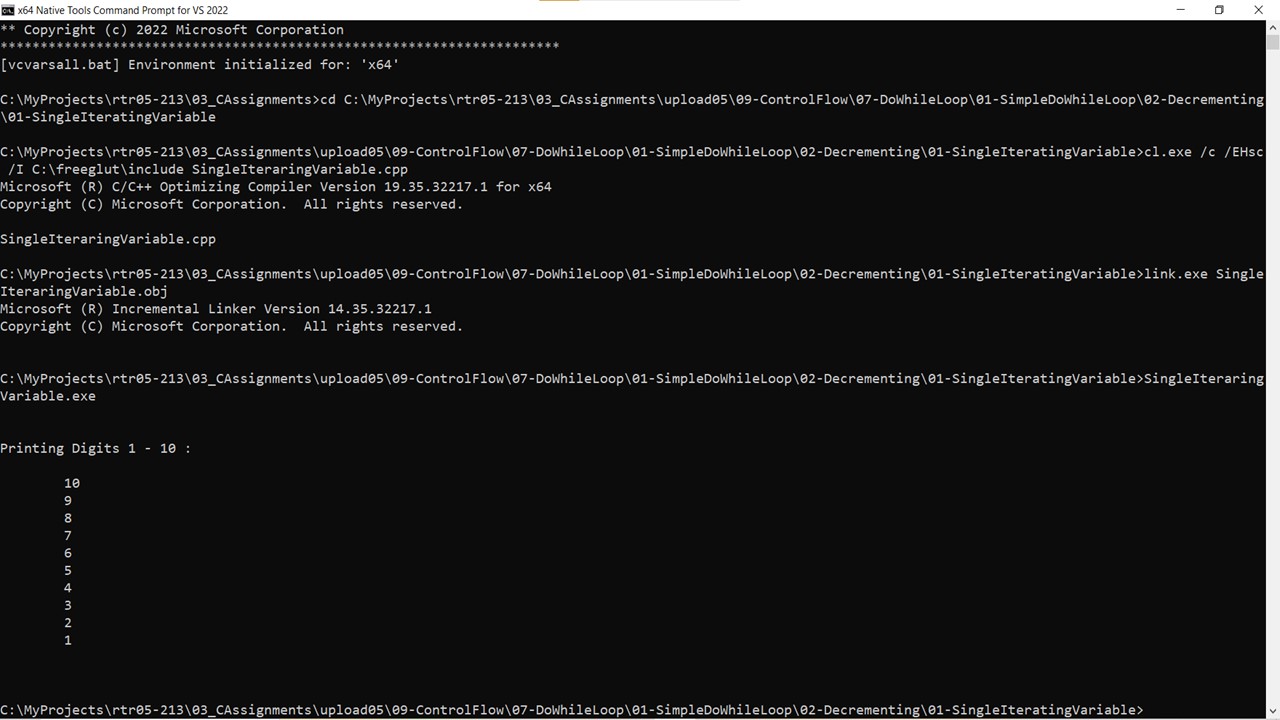 x64 Native Tools Command Prompt for VS 2022
** Copyright (c) 2022 Microsoft Corporation
**********************************************************************
[vcvarsall.bat] Environment initialized for: 'x64'
C:\MyProjects\rtr05-213\03_CAssignments>cd C:\MyProjects\rtr05-213\03_CAssignments\upload05\09-ControlFlow\07-DoWhileLoop\01-SimpleDoWhileLoop\02-Decrementing
\01-SingleIteratingVariable
C:\MyProjects\rtr05-213\03_CAssignments\upload05\09-ControlFlow\07-DoWhileLoop\01-SimpleDoWhileLoop\02-Decrementing\01-SingleIteratingVariable>cl.exe /c /EHsc
 /I C:\freeglut\include SingleIteraringVariable.cpp
Microsoft (R) C/C++ Optimizing Compiler Version 19.35.32217.1 for x64
Copyright (C) Microsoft Corporation.  All rights reserved.
SingleIteraringVariable.cpp
C:\MyProjects\rtr05-213\03_CAssignments\upload05\09-ControlFlow\07-DoWhileLoop\01-SimpleDoWhileLoop\02-Decrementing\01-SingleIteratingVariable>link.exe Single
IteraringVariable.obj
Microsoft (R) Incremental Linker Version 14.35.32217.1
Copyright (C) Microsoft Corporation.  All rights reserved.
C:\MyProjects\rtr05-213\03_CAssignments\upload05\09-ControlFlow\07-DoWhileLoop\01-SimpleDoWhileLoop\02-Decrementing\01-SingleIteratingVariable>SingleIteraring
Variable.exe
Printing Digits 1 - 10 :
10
9
8
7
6
5
4
3
2
1
C:\MyProjects\rtr05-213\03_CAssignments\upload05\09-ControlFlow\07-DoWhileLoop\01-SimpleDoWhileLoop\02-Decrementing\01-SingleIteratingVariable>